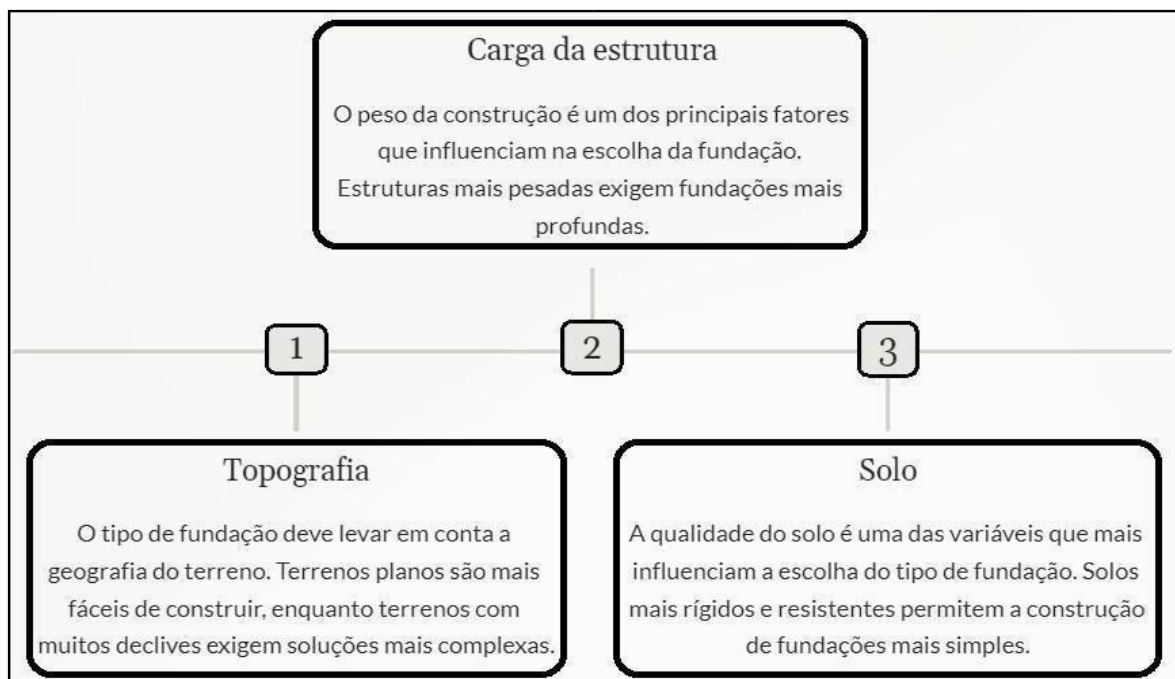 Carga da estrutura
O peso da construção é um dos principais fatores
que influenciam na escolha da fundação.
Estruturas mais pesadas exigem fundações mais
profundas.
1
2
3
Topografia
O tipo de fundação deve levar em conta a
geografia do terreno. Terrenos planos são mais
fáceis de construir, enquanto terrenos com
muitos declives exigem soluções mais complexas.
Solo
A qualidade do solo é uma das variáveis que mais
influenciam a escolha do tipo de fundação. Solos
mais rígidos e resistentes permitem a construção
de fundações mais simples.